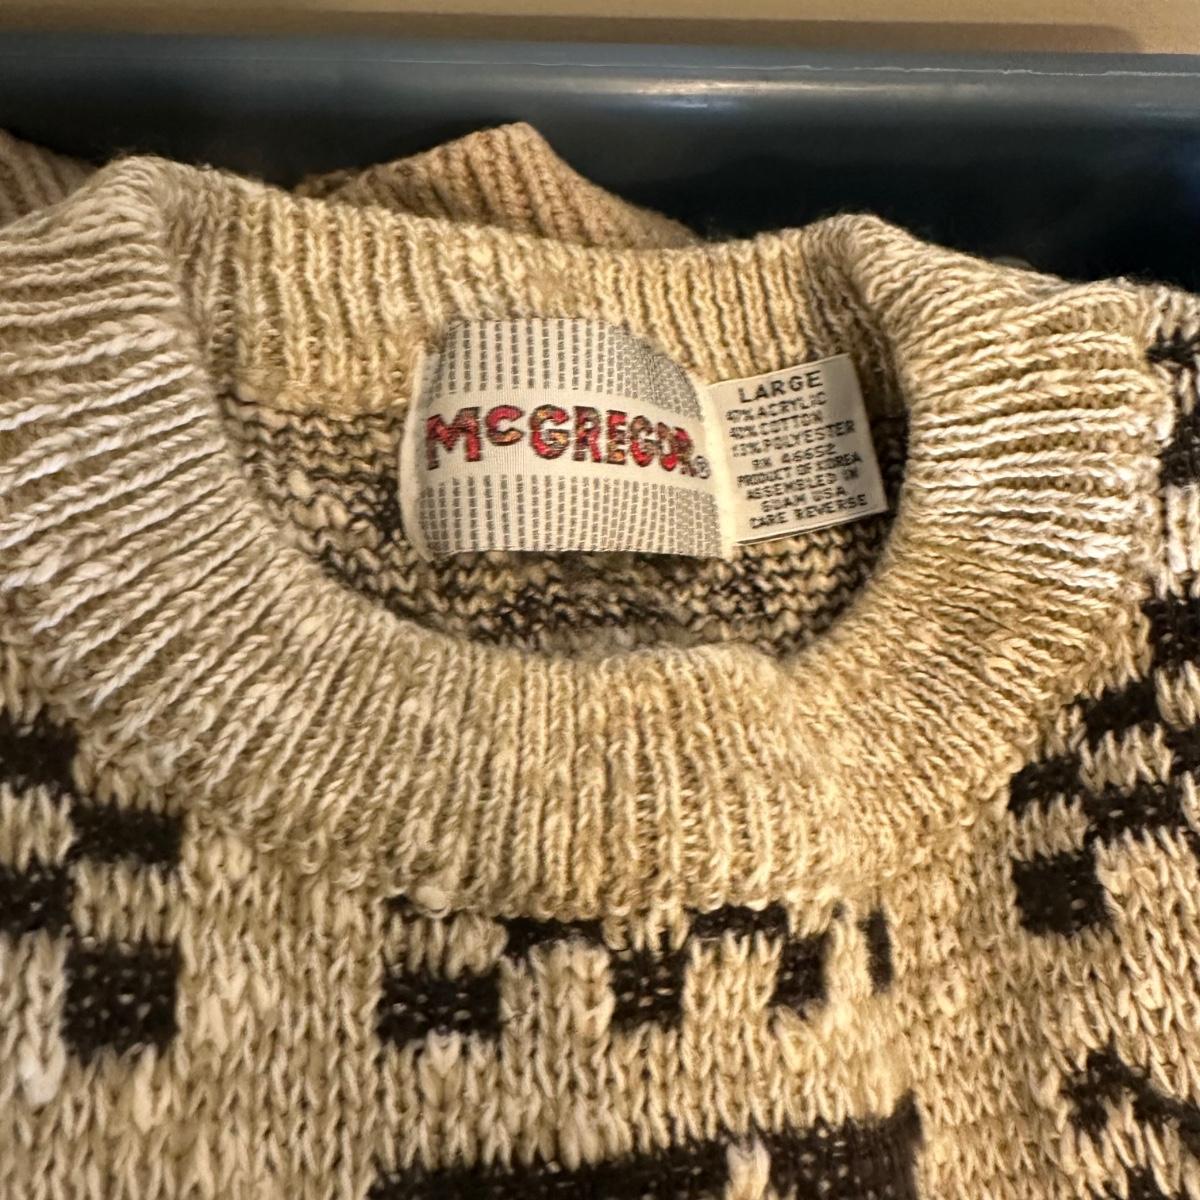 McGREGOR®
LARGE
47% ACRYLIC
40% COTTON
13% POLYESTER
RN 46652
PRODUCT OF KOREA
ASSEMBLED IN
GUAM USA
CARE REVERSE